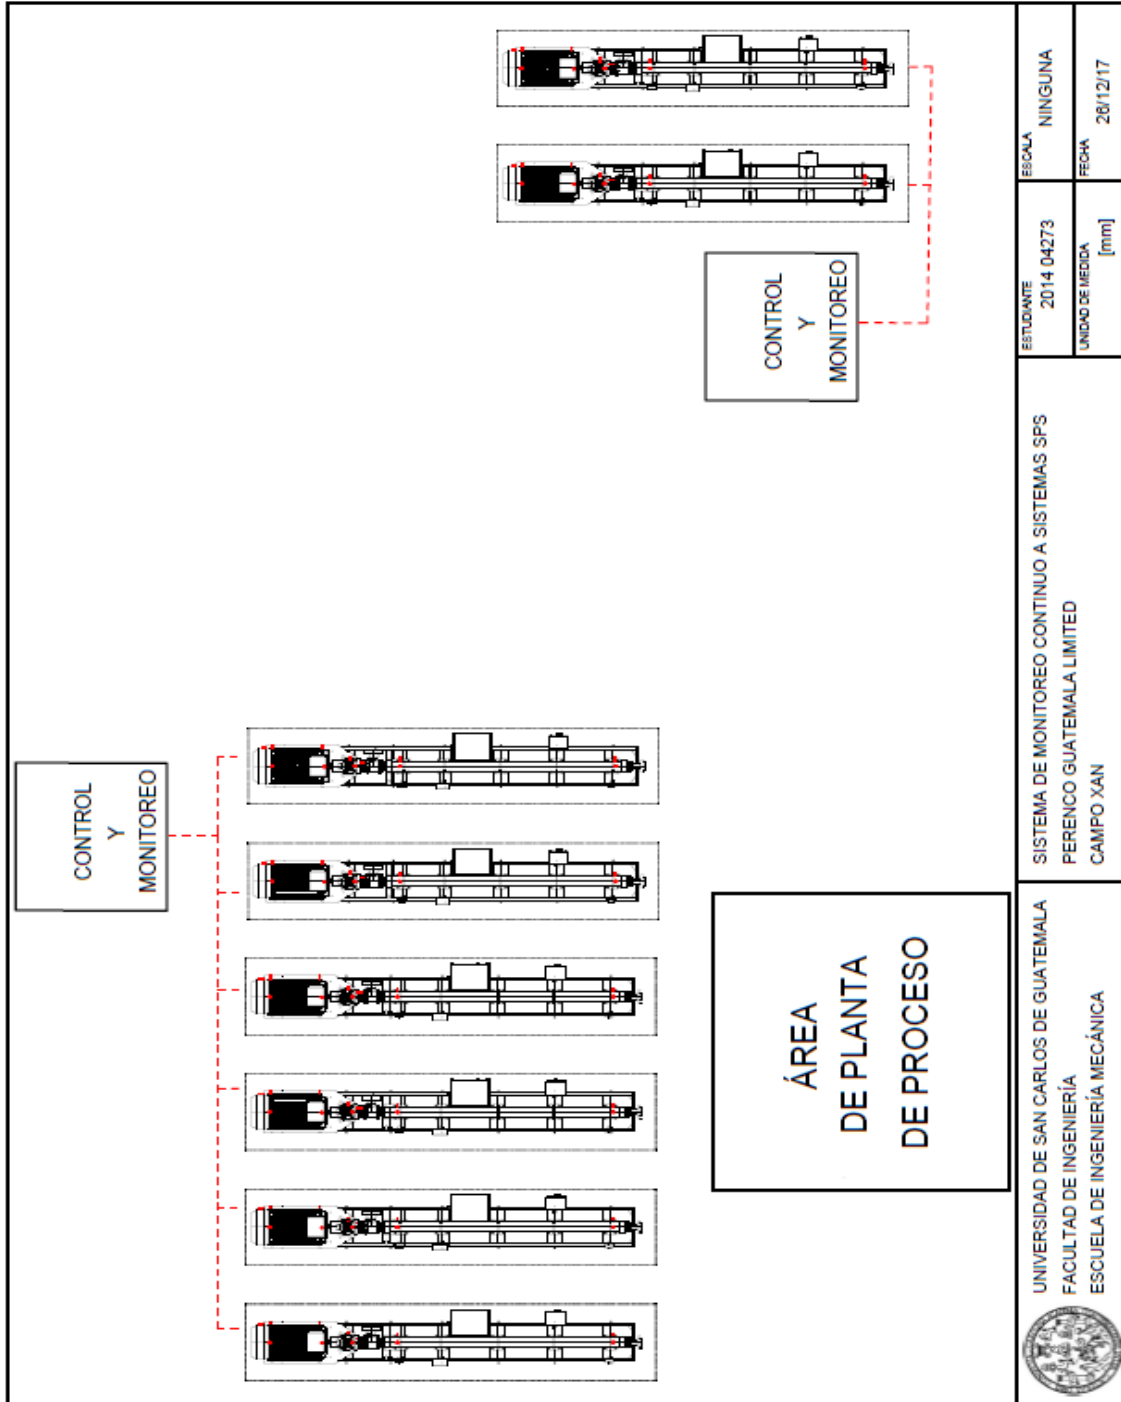 CONTROL
Y
MONITOREO
CONTROL
Y
MONITOREO
ÁREA
DE PLANTA
DE PROCESO
UNIVERSIDAD DE SAN CARLOS DE GUATEMALA
FACULTAD DE INGENIERÍA
ESCUELA DE INGENIERÍA MECÁNICA
SISTEMA DE MONITOREO CONTINUO A SISTEMAS SPS
PERENCO GUATEMALA LIMITED
CAMPO XAN
ESTUDIANTE
2014 04273
ESCALA
NINGUNA
UNIDAD DE MEDIDA
[mm]
FECHA
26/12/17